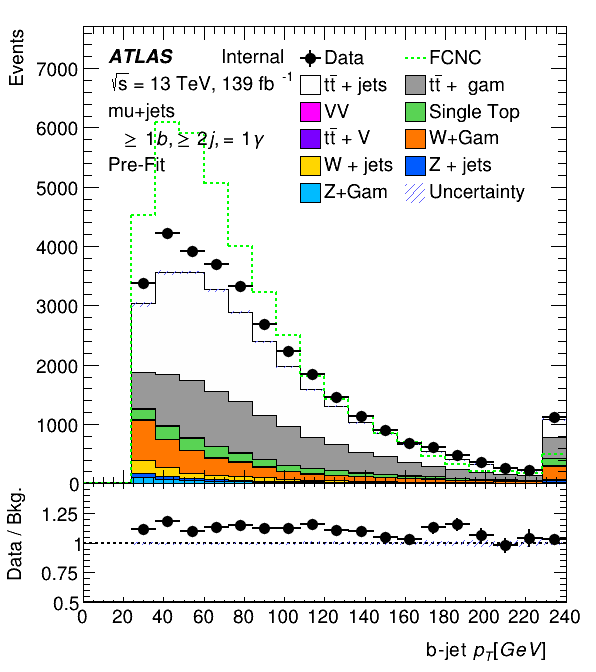 Events
ATLAS Internal
√s = 13 TeV, 139 fb⁻¹
mu+jets
≥ 1b, ≥ 2j, = 1γ
Pre-Fit
Data
FCNC
tt̄ + jets
tt̄ + gam
VV
Single Top
tt̄ + V
W+Gam
W + jets
Z + jets
Z+Gam
Uncertainty
7000
6000
5000
4000
3000
2000
1000
0
Data / Bkg.
1.25
1
0.75
0.5
0 20 40 60 80 100 120 140 160 180 200 220 240
b-jet p_T[GeV]